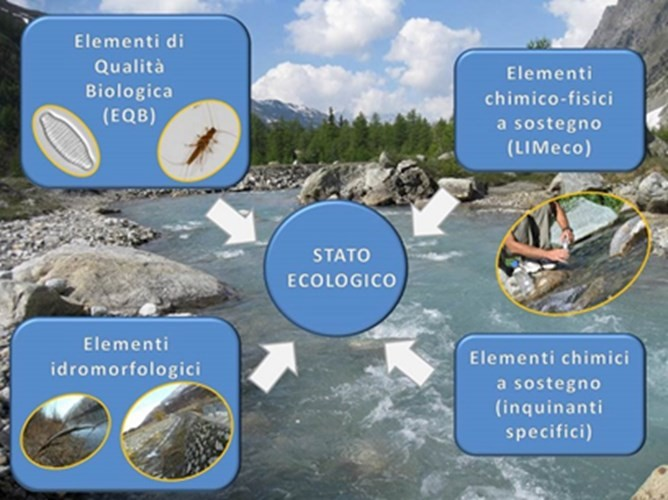 Elementi di
Qualità
Biologica
(EQB)
Elementi
chimico-fisici
a sostegno
(LIMeco)
STATO
ECOLOGICO
Elementi
idromorfologici
Elementi chimici
a sostegno
(inquinanti
specifici)